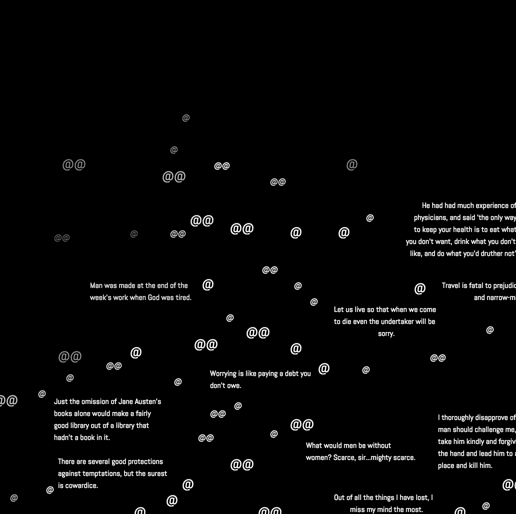 @
@
@@
@@
@@
@
@@
@@
@
@@
@
@@
@@
@
@
He had had much experience of
physicians, and said 'the only way
to keep your health is to eat what
you don't want, drink what you don't
like, and do what you'd druther not'
@@
@
@
@
Man was made at the end of the
week's work when God was tired.
@
Travel is fatal to prejudic
and narrow-m
@
Let us live so that when we come
to die even the undertaker will be
sorry.
@
@@
@
@@
@
@
@@
@@
@@
@
@
@
@
Worrying is like paying a debt you
don't owe.
@
@@
Just the omission of Jane Austen's
books alone would make a fairly
good library out of a library that
hadn't a book in it.
@
@@
@@
@
@@
I thoroughly disapprove of
man should challenge me,
take him kindly and forgiv
the hand and lead him to
place and kill him.
What would men be without
women? Scarce, sir...mighty scarce.
There are several good protections
against temptations, but the surest
is cowardice.
@@
@
@
@
@
Out of all the things I have lost, I
miss my mind the most.
@
@
@@
@
@